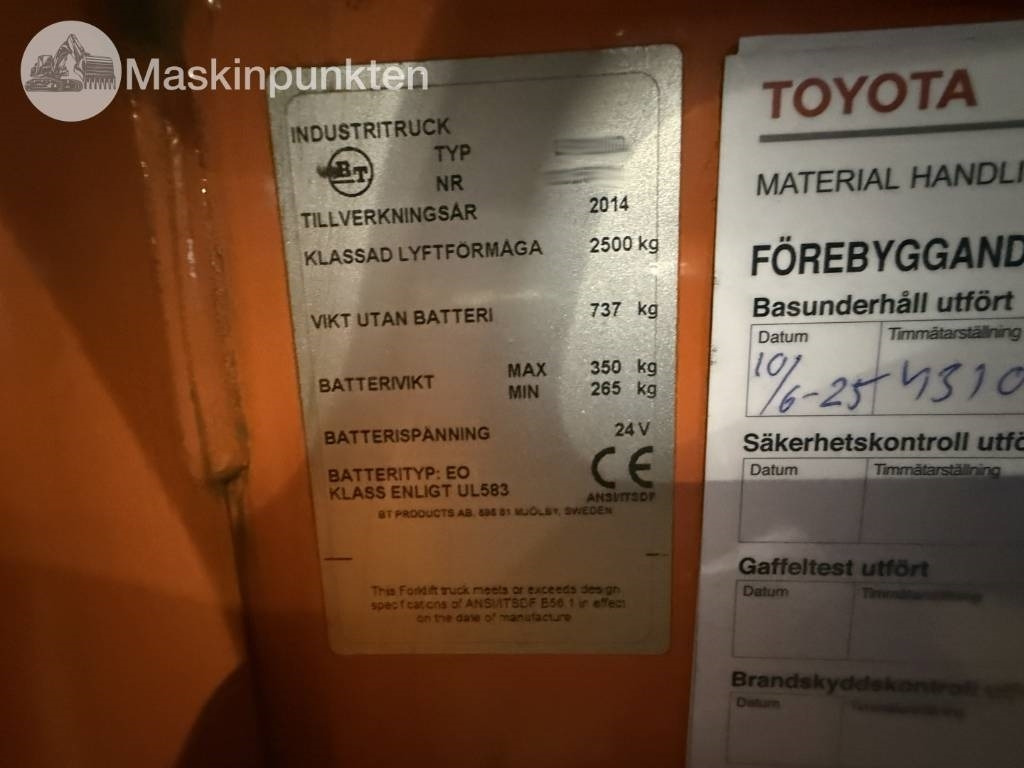 Maskinpunkten
INDUSTRITRUCK
BT
TYP
NR
TILLVERKNINGSÅR 2014
KLASSAD LYFTFÖRMÅGA 2500 kg
VIKT UTAN BATTERI 737 kg
BATTERIVIKT MAX 350 kg
MIN 265 kg
BATTERISPÄNNING 24 V
BATTERITYP: EO
KLASS ENLIGT UL583
CE
ANSI/ITSDF
BT PRODUCTS AB, 595 81 MJÖLBY, SWEDEN
This Forklift truck meets or exceeds design
specifications of ANSI/ITSDF B56.1 in effect
on the date of manufacture
TOYOTA
MATERIAL HANDLI
FÖREBYGGAND
Basunderhåll utfört
Datum Timmätarställning
10/6-25 4310
Säkerhetskontroll utfö
Datum Timmätarställning
Gaffeltest utfört
Datum Timmätarställning
Brandskyddskontroll utf
Datum Timmätarställning